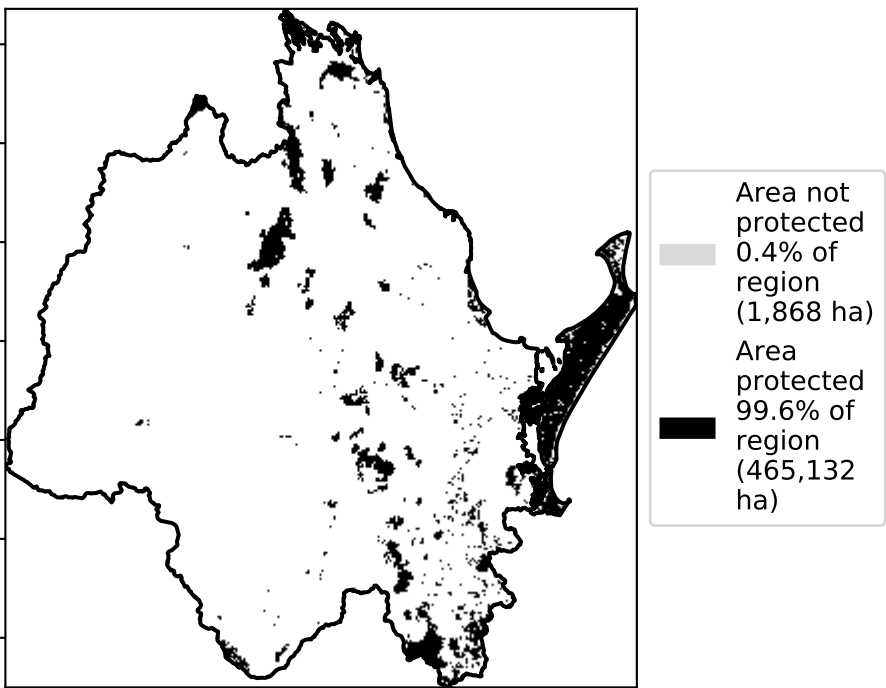 Area not
protected
0.4% of
region
(1,868 ha)
Area
protected
99.6% of
region
(465,132
ha)